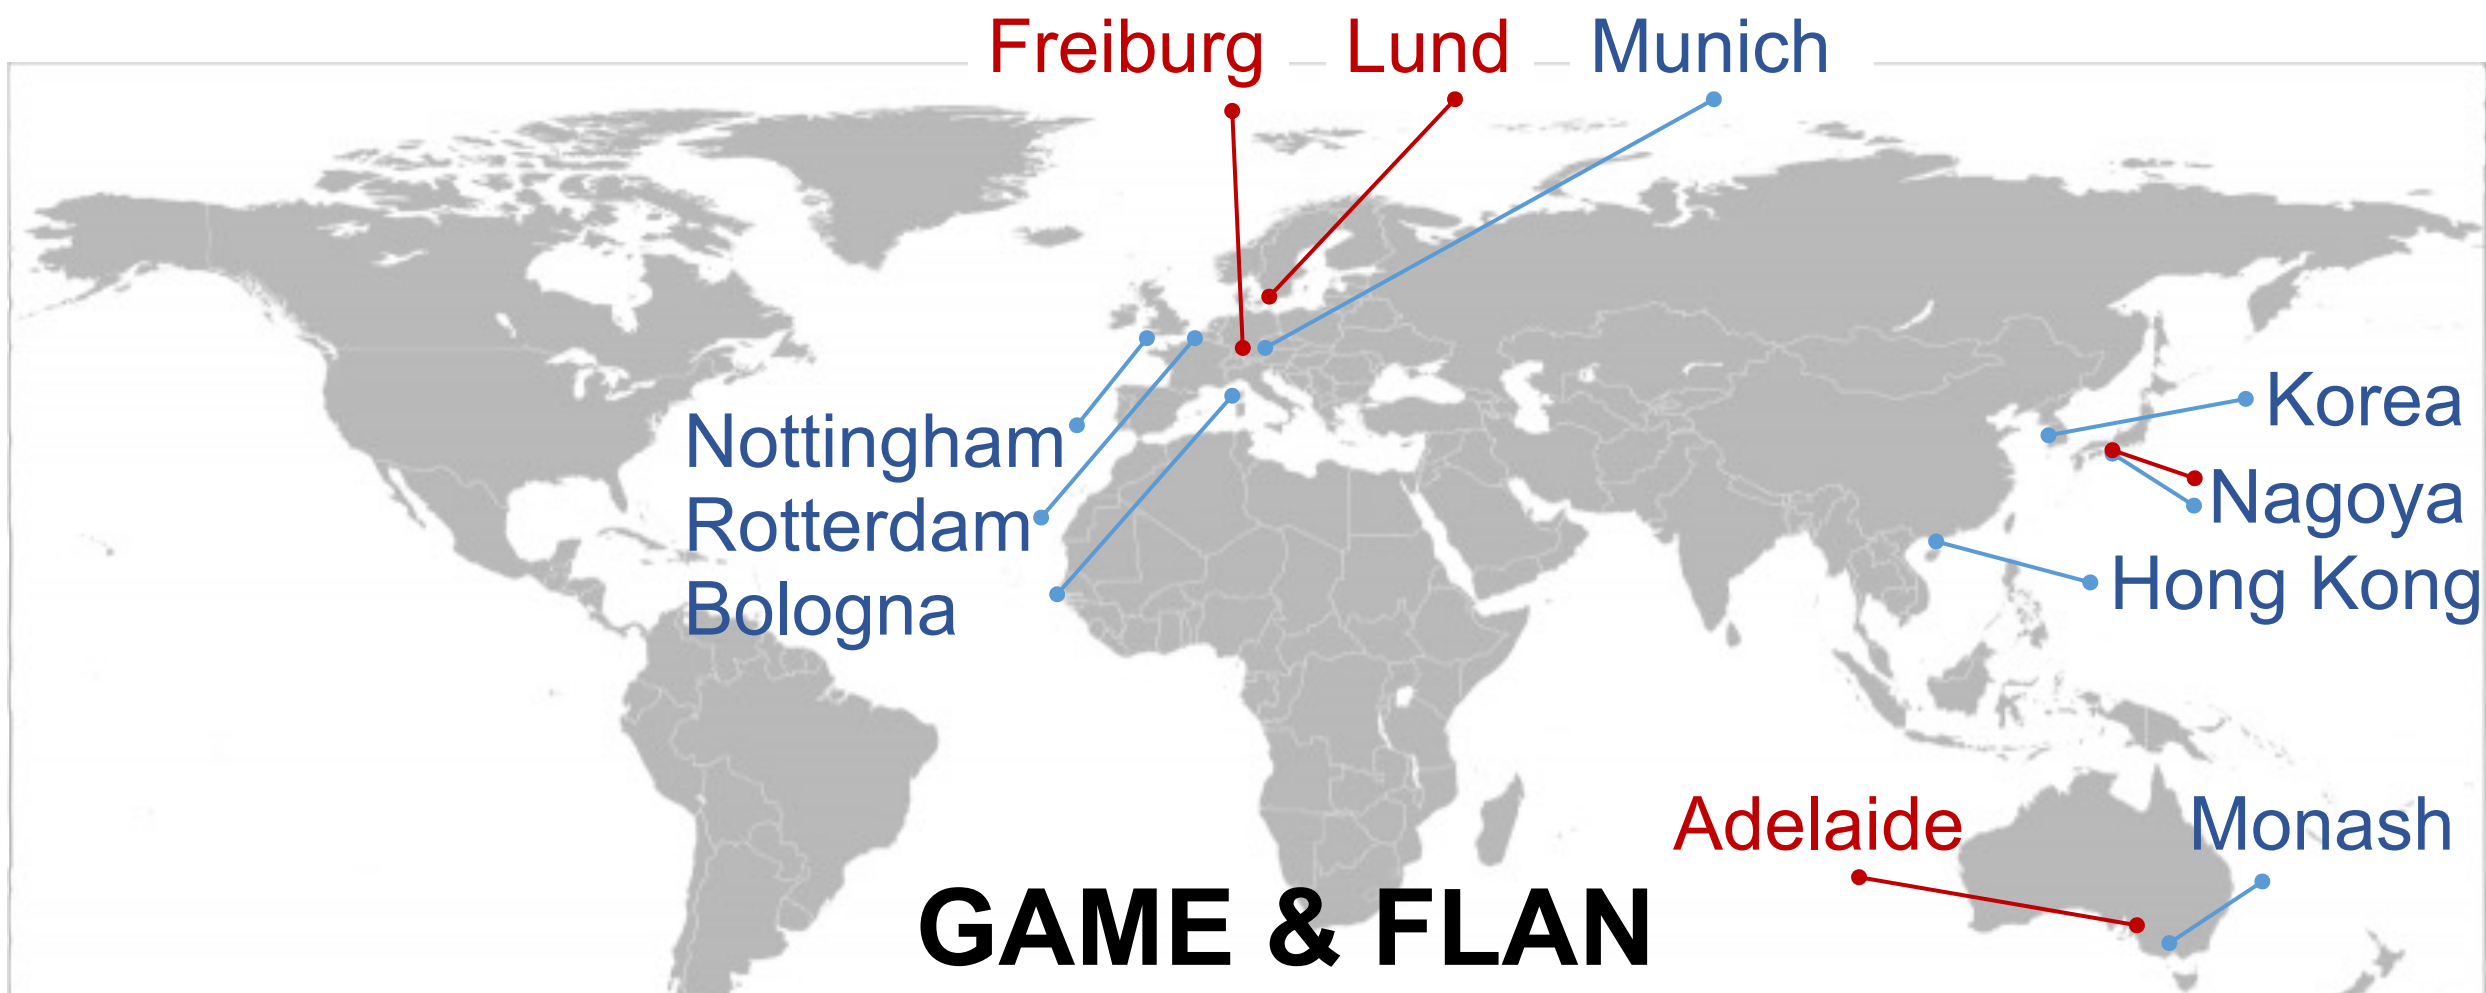 Freiburg
Lund
Munich
Nottingham
Rotterdam
Bologna
Korea
Nagoya
Hong Kong
Adelaide
Monash
GAME & FLAN